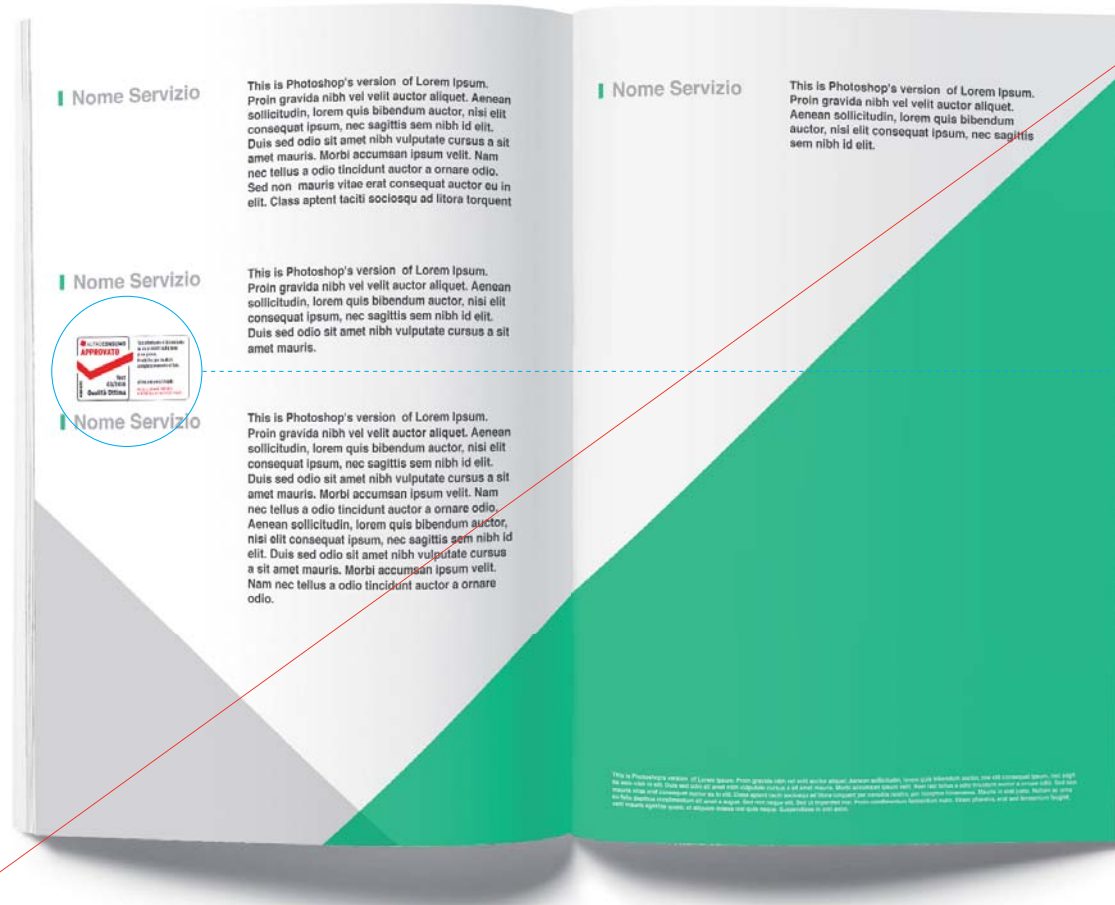 Nome Servizio
This is Photoshop's version of Lorem Ipsum.
Proin gravida nibh vel velit auctor aliquet. Aenean
sollicitudin, lorem quis bibendum auctor, nisi elit
consequat ipsum, nec sagittis sem nibh id elit.
Duis sed odio sit amet nibh vulputate cursus a sit
amet mauris. Morbi accumsan ipsum velit. Nam
nec tellus a odio tincidunt auctor a ornare odio.
Sed non mauris vitae erat consequat auctor eu in
elit. Class aptent taciti sociosqu ad litora torquent
Nome Servizio
This is Photoshop's version of Lorem Ipsum.
Proin gravida nibh vel velit auctor aliquet. Aenean
sollicitudin, lorem quis bibendum auctor, nisi elit
consequat ipsum, nec sagittis sem nibh id elit.
Duis sed odio sit amet nibh vulputate cursus a sit
amet mauris.
ALTROCONSUMO
APPROVATO
Test
Qualità Ottima
Nome Servizio
This is Photoshop's version of Lorem Ipsum.
Proin gravida nibh vel velit auctor aliquet. Aenean
sollicitudin, lorem quis bibendum auctor, nisi elit
consequat ipsum, nec sagittis sem nibh id elit.
Duis sed odio sit amet nibh vulputate cursus a sit
amet mauris. Morbi accumsan ipsum velit. Nam
nec tellus a odio tincidunt auctor a ornare odio.
Aenean sollicitudin, lorem quis bibendum auctor,
nisi elit consequat ipsum, nec sagittis sem nibh id
elit. Duis sed odio sit amet nibh vulputate cursus
a sit amet mauris. Morbi accumsan ipsum velit.
Nam nec tellus a odio tincidunt auctor a ornare
odio.
Nome Servizio
This is Photoshop's version of Lorem Ipsum.
Proin gravida nibh vel velit auctor aliquet.
Aenean sollicitudin, lorem quis bibendum
auctor, nisi elit consequat ipsum, nec sagittis
sem nibh id elit.